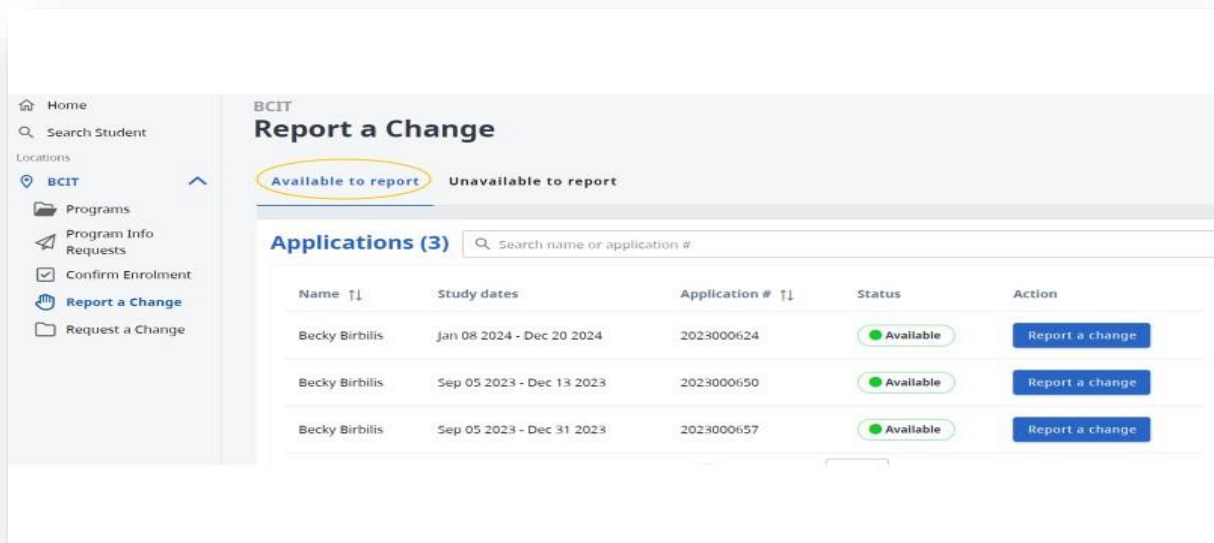 Home
Search Student
Locations
BCIT
Programs
Program Info
Requests
Confirm Enrolment
Report a Change
Request a Change
BCIT
Report a Change
Available to report Unavailable to report
Applications (3) Search name or application #
Name Study dates Application # Status Action
Becky Birbilis Jan 08 2024 - Dec 20 2024 2023000624 Available Report a change
Becky Birbilis Sep 05 2023 - Dec 13 2023 2023000650 Available Report a change
Becky Birbilis Sep 05 2023 - Dec 31 2023 2023000657 Available Report a change